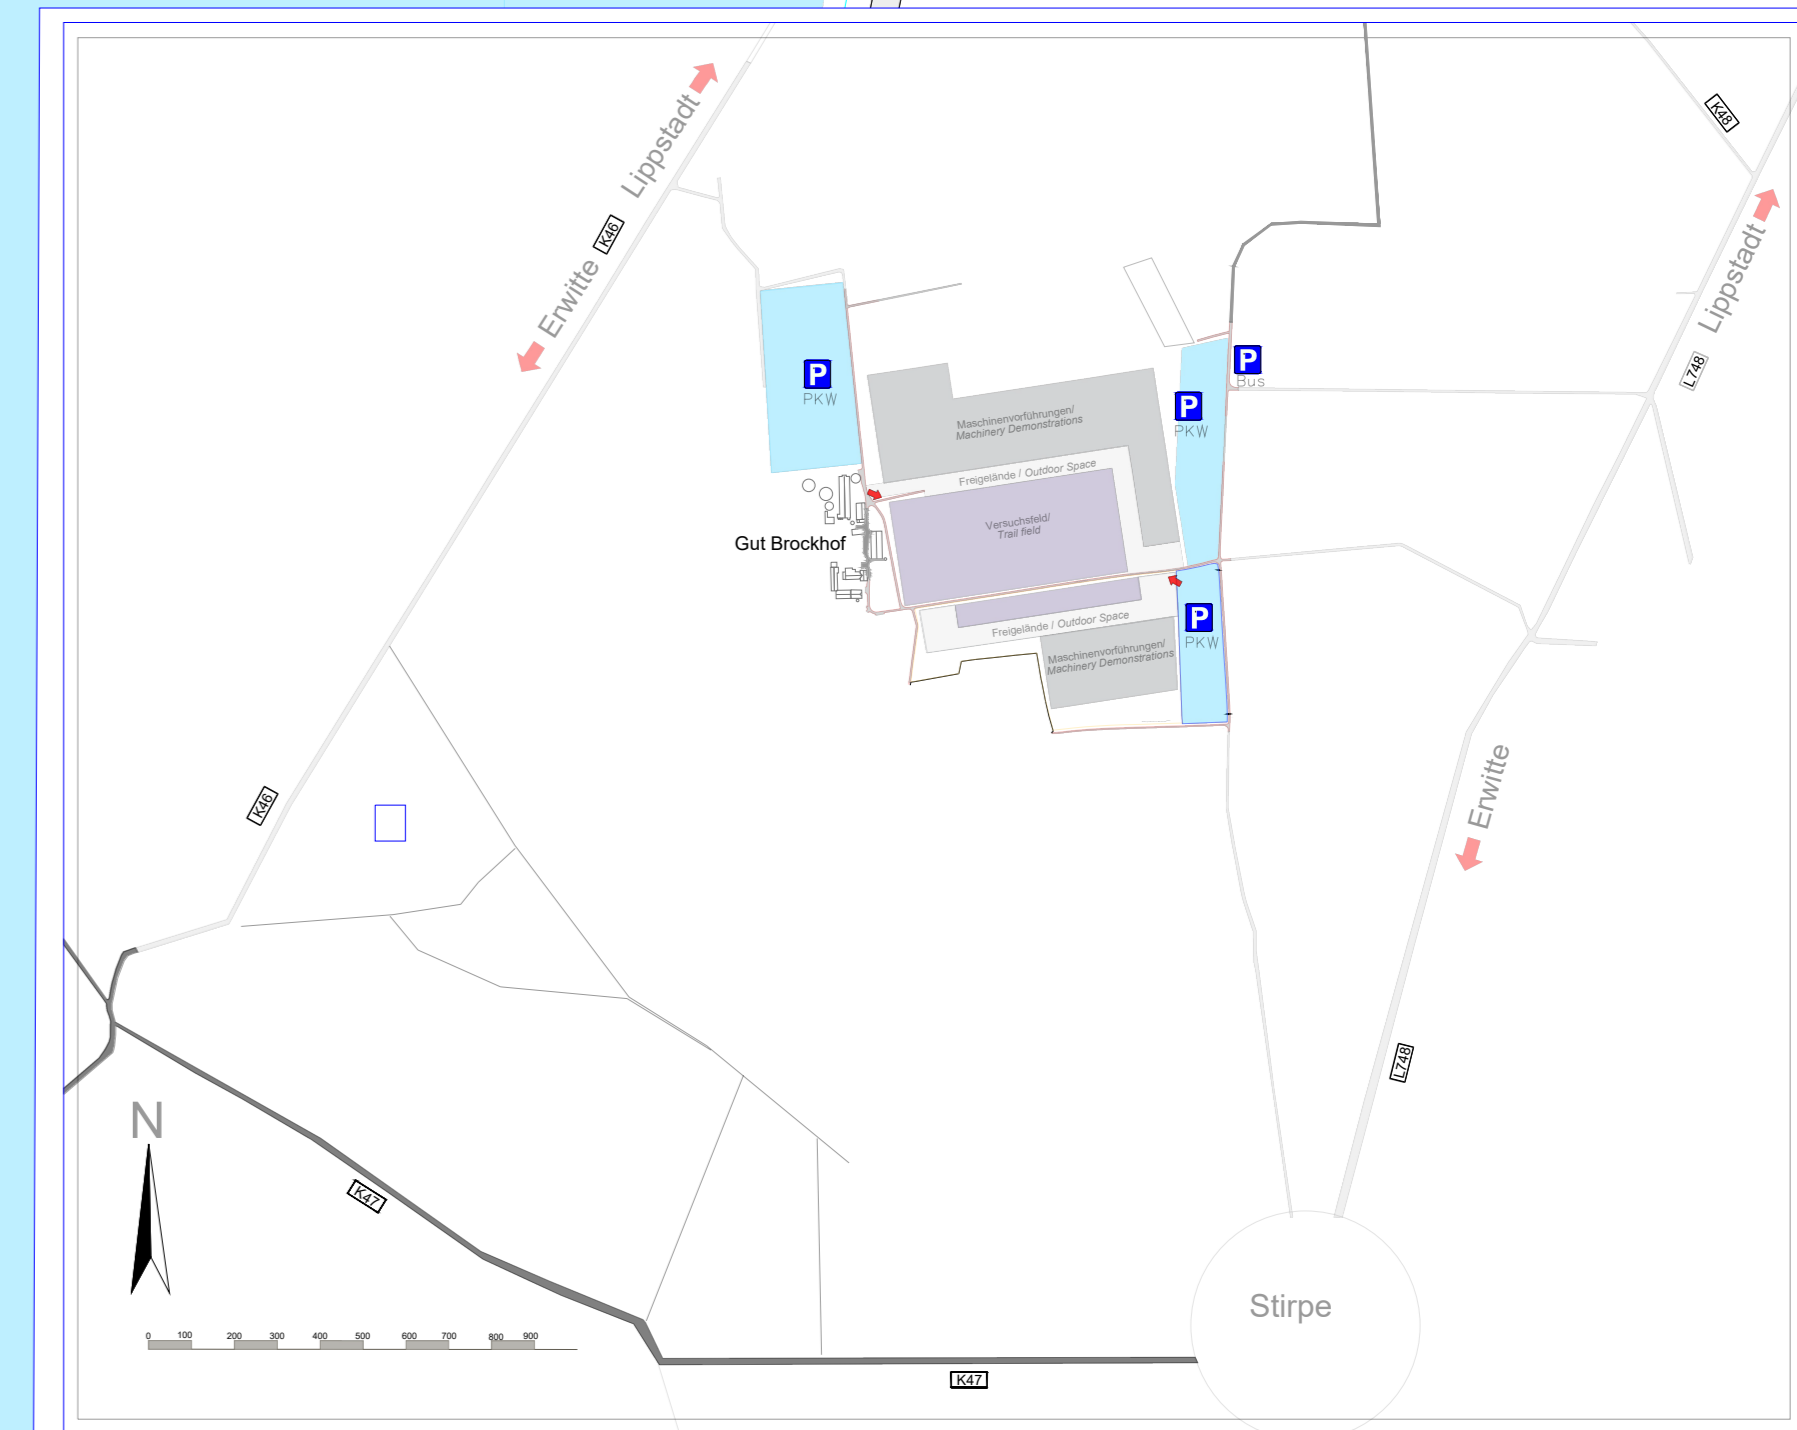 K48
Lippstadt
K46
Erwitte
Lippstadt
L748
P
PKW
P
Bus
P
PKW
Maschinenvorführungen/
Machinery Demonstrations
Freigelände / Outdoor Space
Versuchsfeld/
Trail field
Gut Brockhof
P
PKW
Freigelände / Outdoor Space
Maschinenvorführungen/
Machinery Demonstrations
K46
Erwitte
L748
N
K47
Stirpe
0 100 200 300 400 500 600 700 800 900
K47